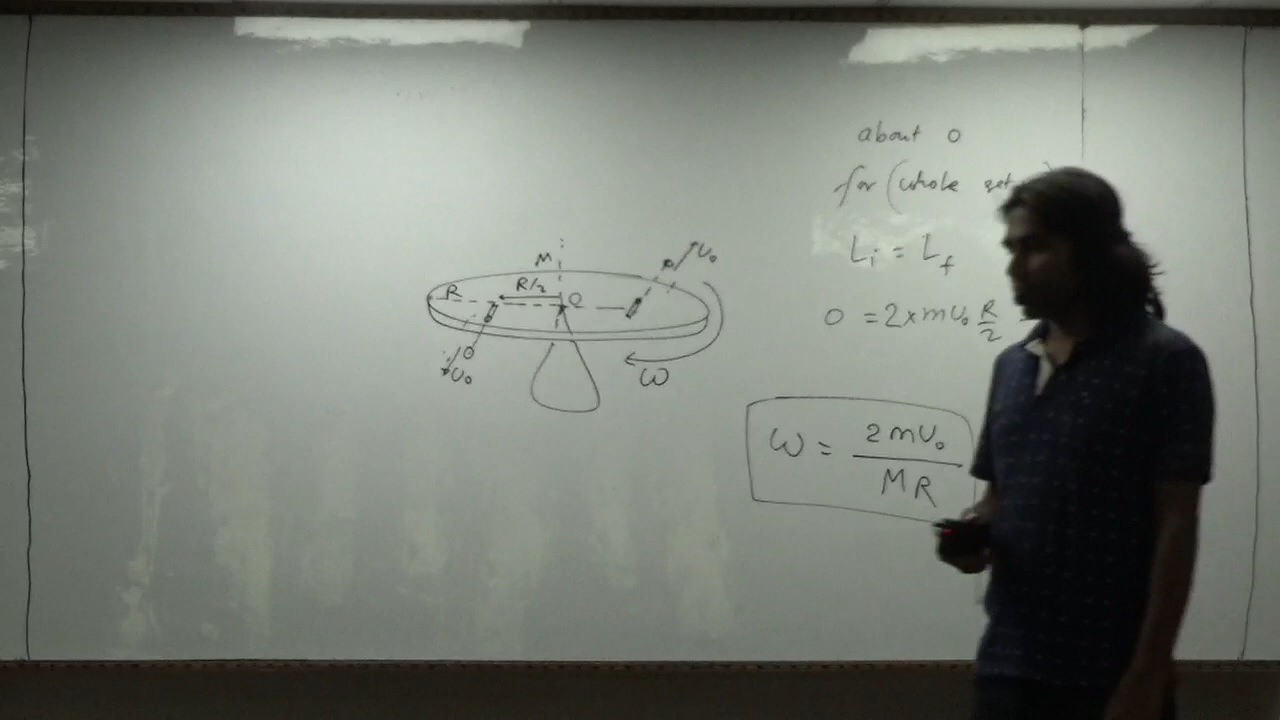 M
R
R/2
O
v₀
v₀
ω
about O
for (whole
Lᵢ = L_f
0 = 2×mv₀ R/2
ω = 2mv₀/MR